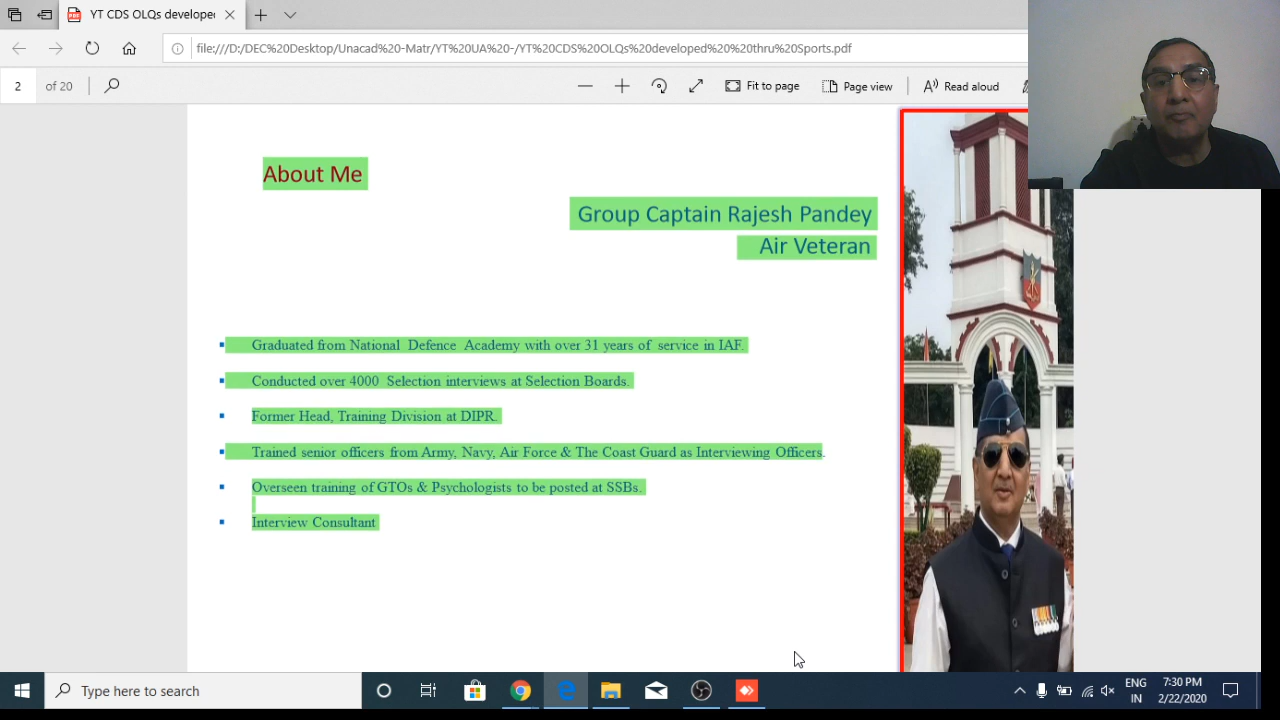 YT CDS OLQs develope
file:///D:/DEC%20Desktop/Unacad%20-Matr/YT%20UA%20-/YT%20CDS%20OLQs%20developed%20%20thru%20Sports.pdf
2 of 20 Fit to page Page view Read aloud
About Me
Group Captain Rajesh Pandey
Air Veteran
▪ Graduated from National Defence Academy with over 31 years of service in IAF.
▪ Conducted over 4000 Selection interviews at Selection Boards.
▪ Former Head, Training Division at DIPR.
▪ Trained senior officers from Army, Navy, Air Force & The Coast Guard as Interviewing Officers.
▪ Overseen training of GTOs & Psychologists to be posted at SSBs.
▪ Interview Consultant
Type here to search
ENG 7:30 PM
IN 2/22/2020